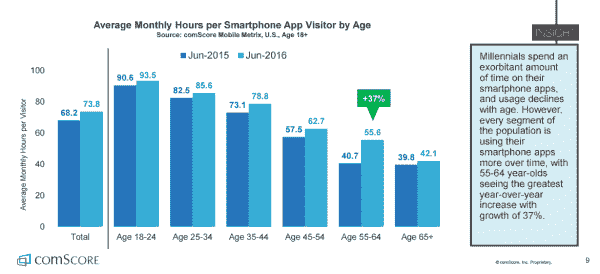 Average Monthly Hours per Smartphone App Visitor by Age
Source: comScore Mobile Metrix, U.S., Age 18+
Jun-2015 Jun-2016
Average Monthly Hours per Visitor
100
80
60
40
20
0
68.2 73.8
90.6 93.5
82.5 85.6
73.1 78.8
57.5 62.7
+37%
40.7 55.6
39.8 42.1
Total Age 18-24 Age 25-34 Age 35-44 Age 45-54 Age 55-64 Age 65+
INSIGHT
Millennials spend an
exorbitant amount
of time on their
smartphone apps,
and usage declines
with age. However,
every segment of
the population is
using their
smartphone apps
more over time, with
55-64 year-olds
seeing the greatest
year-over-year
increase with
growth of 37%.
comScore
© comScore, Inc. Proprietary.
9